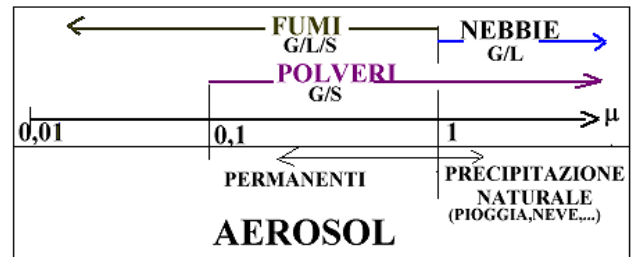 FUMI
G/L/S
NEBBIE
G/L
POLVERI
G/S
μ
0,01
0,1
1
PERMANENTI
PRECIPITAZIONE
NATURALE
(PIOGGIA,NEVE,...)
AEROSOL